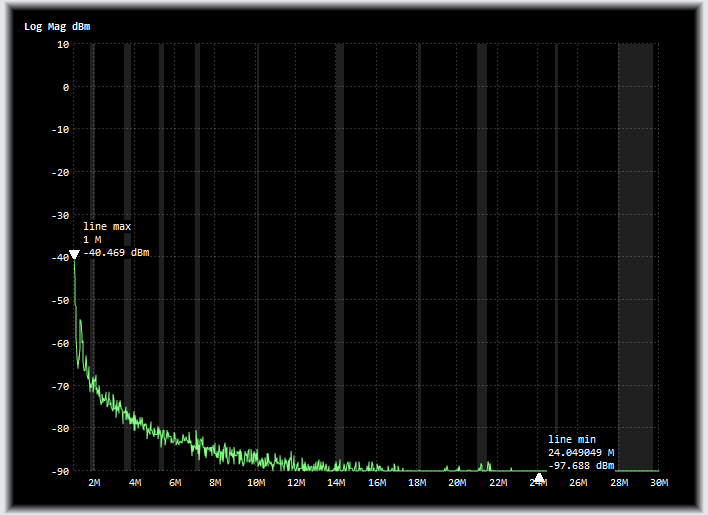 Log Mag dBm
10
0
-10
-20
-30
line max
1 M
-40.469 dBm
-40
-50
-60
-70
-80
line min
24.049049 M
-97.688 dBm
-90
2M 4M 6M 8M 10M 12M 14M 16M 18M 20M 22M 24M 26M 28M 30M